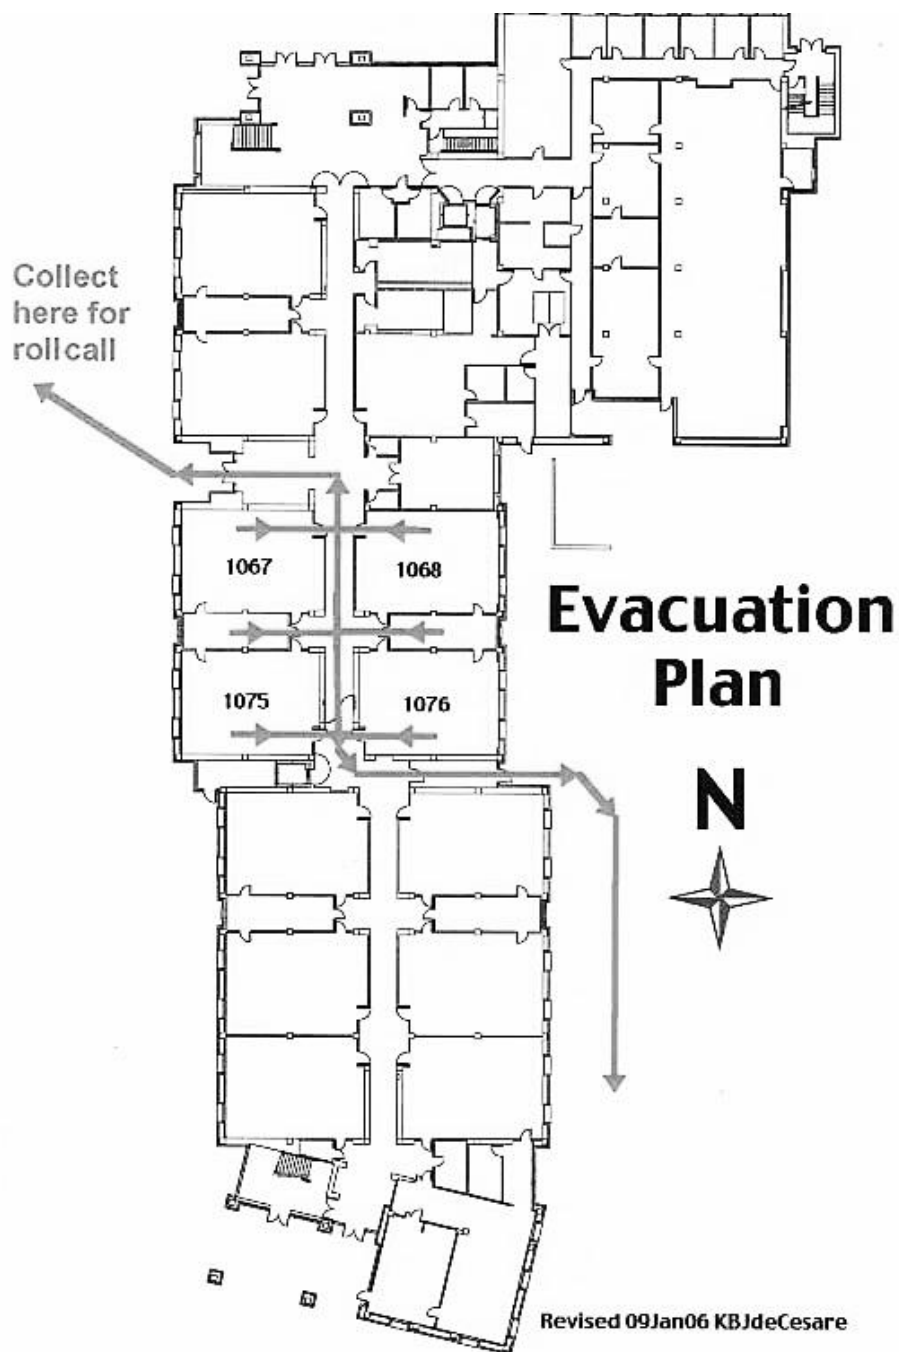 Collect
here for
roll call
1067
1068
Evacuation
Plan
1075
1076
N
Revised 09Jan06 KBJdeCesare